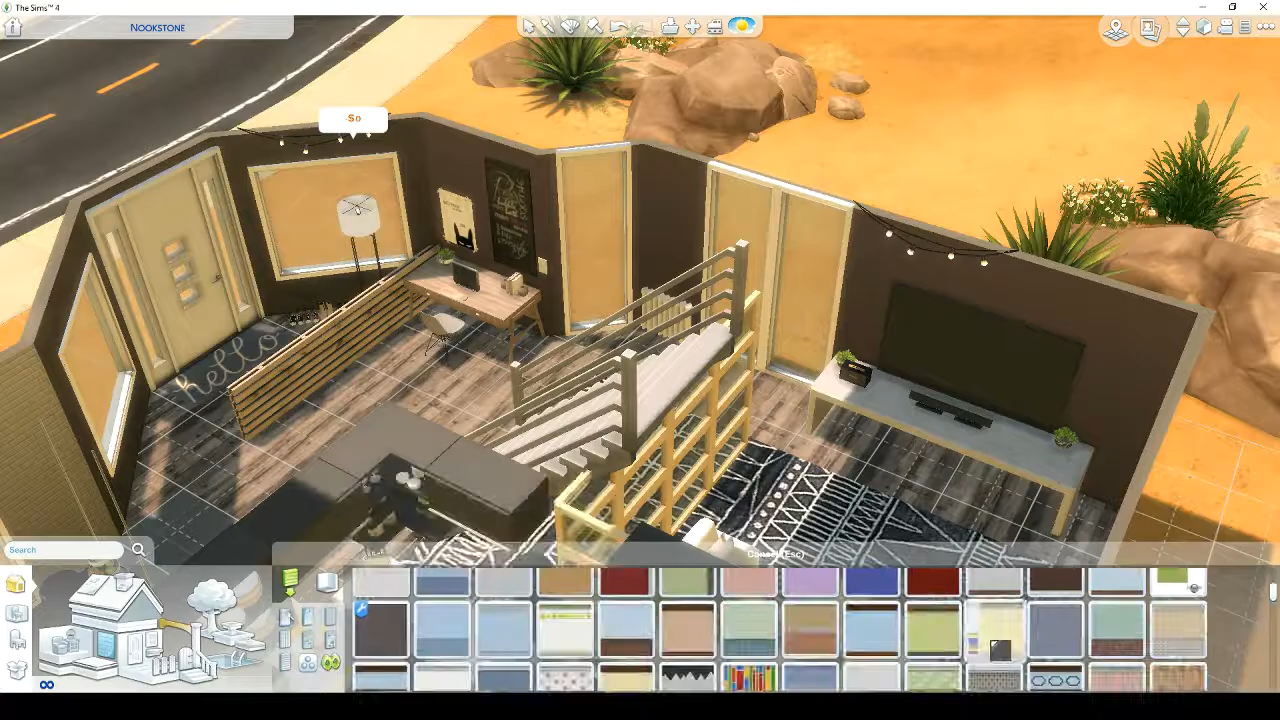 The Sims™ 4
NOOKSTONE
-§0
hello
Search
Cancel (Esc)